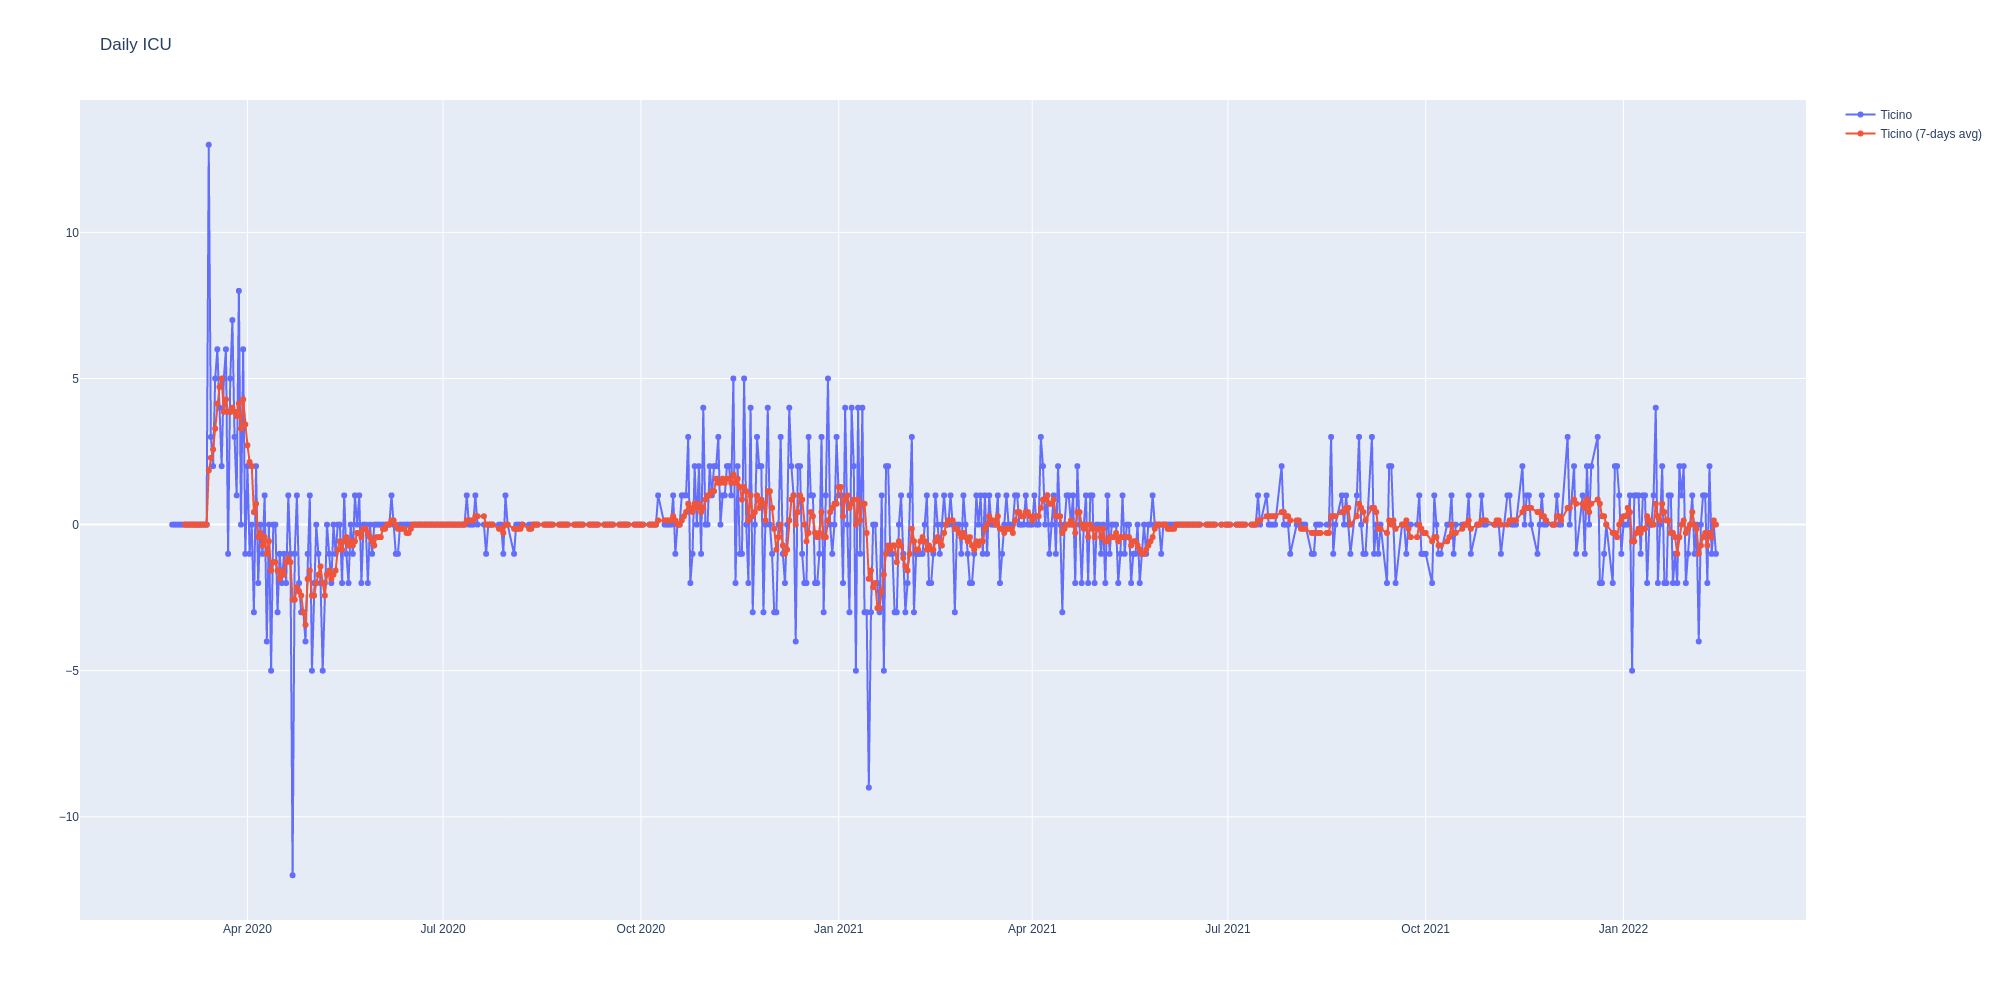 Daily ICU
Ticino
Ticino (7-days avg)
10
5
0
−5
−10
Apr 2020
Jul 2020
Oct 2020
Jan 2021
Apr 2021
Jul 2021
Oct 2021
Jan 2022